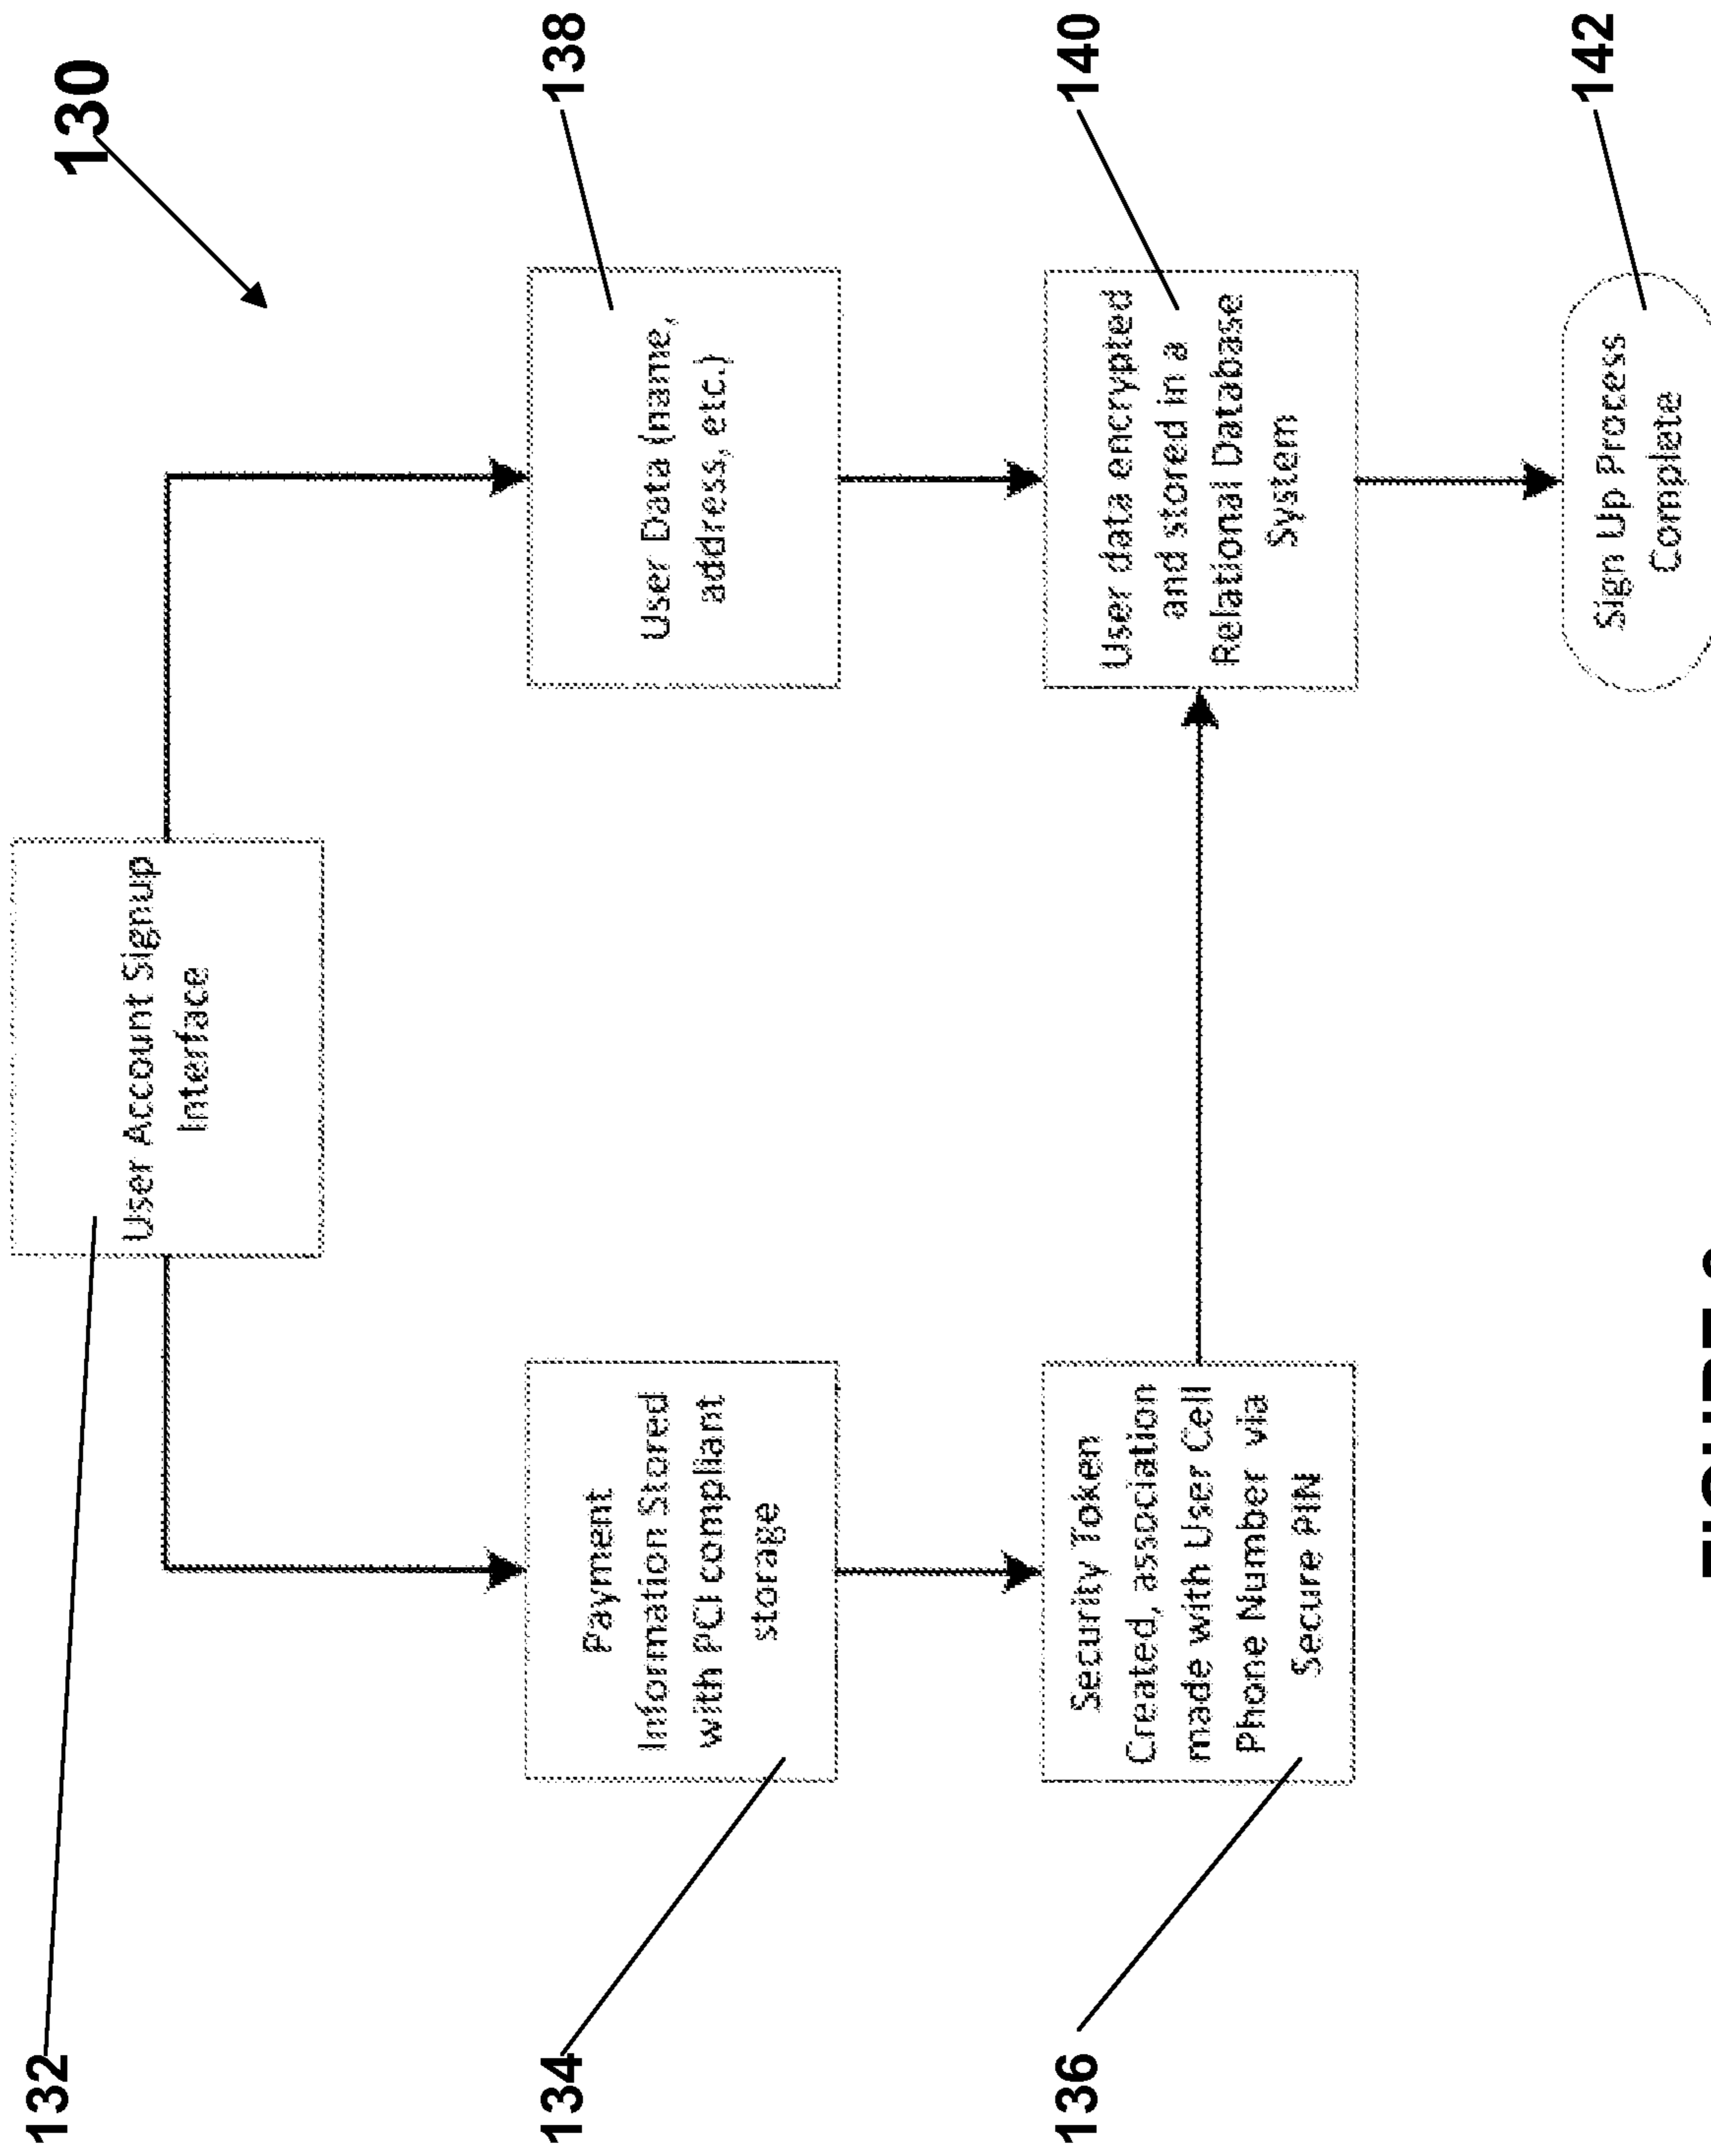 130
132
User Account Signup
Interface
134
Payment
Information Stored
with PCI compliant
storage
138
User Data (name,
address, etc.)
136
Security Token
Created, association
made with User Cell
Phone Number via
Secure PIN
140
User data encrypted
and stored in a
Relational Database
System
142
Sign Up Process
Complete